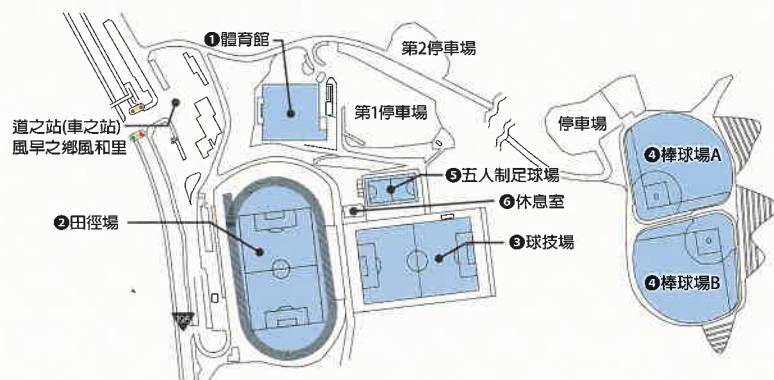 ❶體育館
第2停車場
道之站(車之站)
風早之鄉風和里
第1停車場
停車場
❹棒球場A
❺五人制足球場
❻休息室
❷田徑場
❸球技場
❹棒球場B